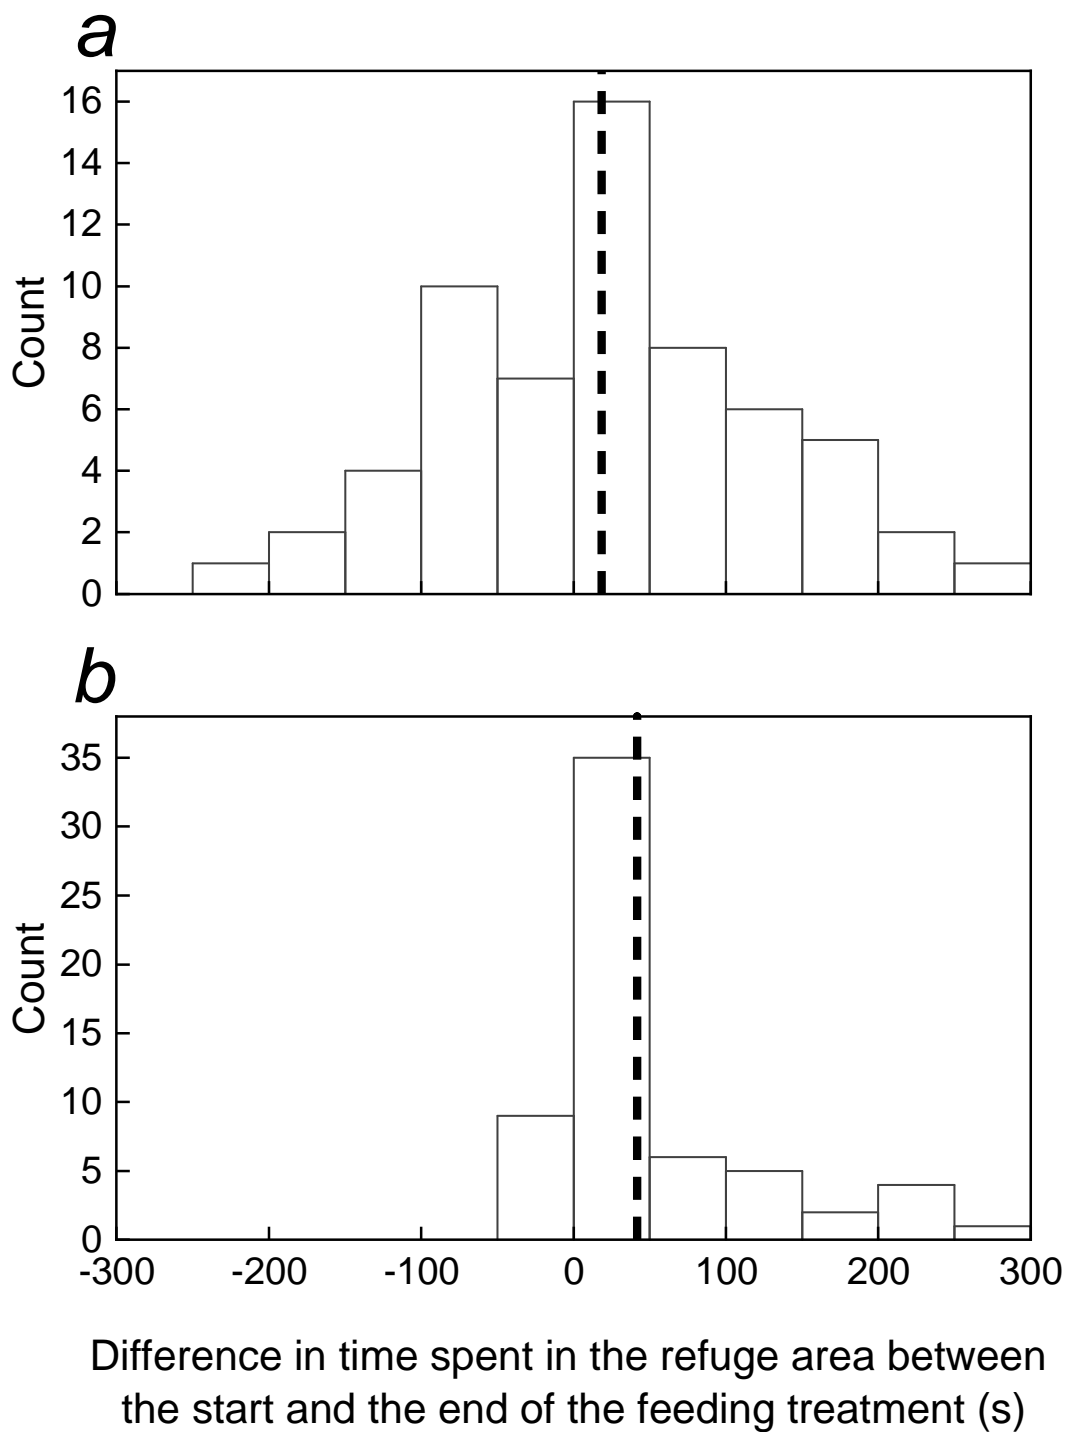 a
16
14
12
10
8
6
4
2
0
Count
b
35
30
25
20
15
10
5
0
Count
-300 -200 -100 0 100 200 300
Difference in time spent in the refuge area between
the start and the end of the feeding treatment (s)